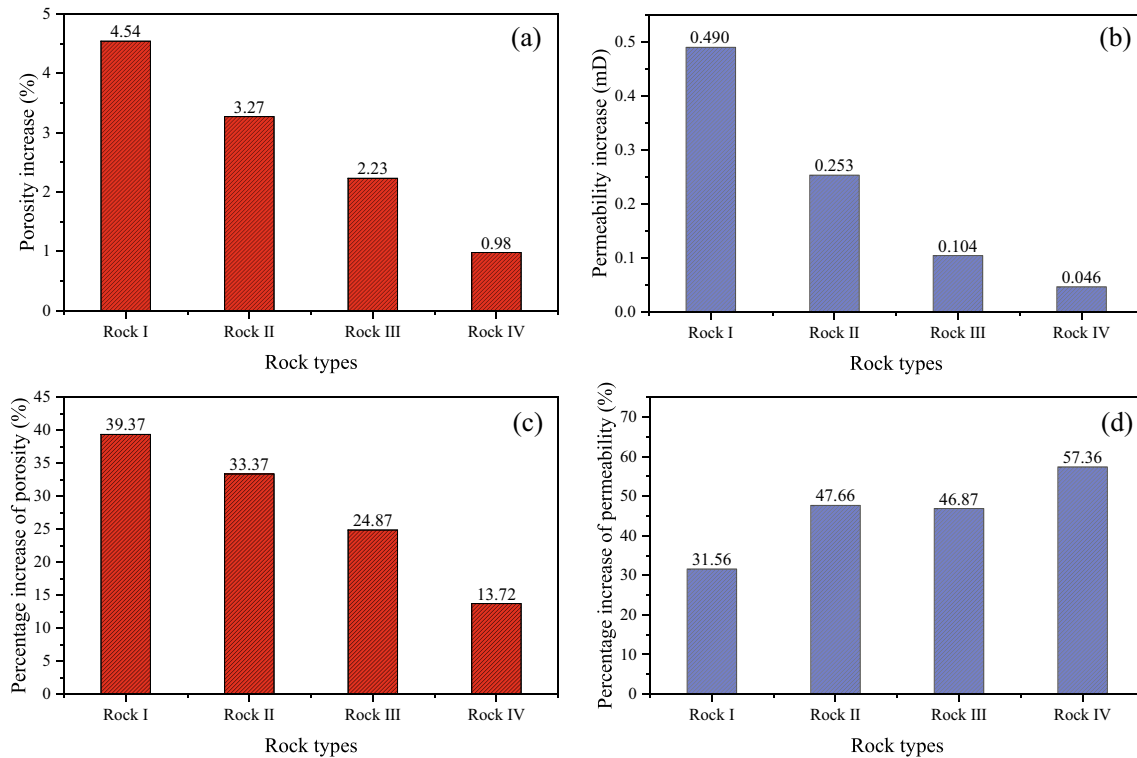 (a)
Porosity increase (%)
5
4
3
2
1
0
4.54
3.27
2.23
0.98
Rock I
Rock II
Rock III
Rock IV
Rock types
(b)
Permeability increase (mD)
0.5
0.4
0.3
0.2
0.1
0.0
0.490
0.253
0.104
0.046
Rock I
Rock II
Rock III
Rock IV
Rock types
(c)
Percentage increase of porosity (%)
45
40
35
30
25
20
15
10
5
0
39.37
33.37
24.87
13.72
Rock I
Rock II
Rock III
Rock IV
Rock types
(d)
Percentage increase of permeability (%)
70
60
50
40
30
20
10
0
31.56
47.66
46.87
57.36
Rock I
Rock II
Rock III
Rock IV
Rock types